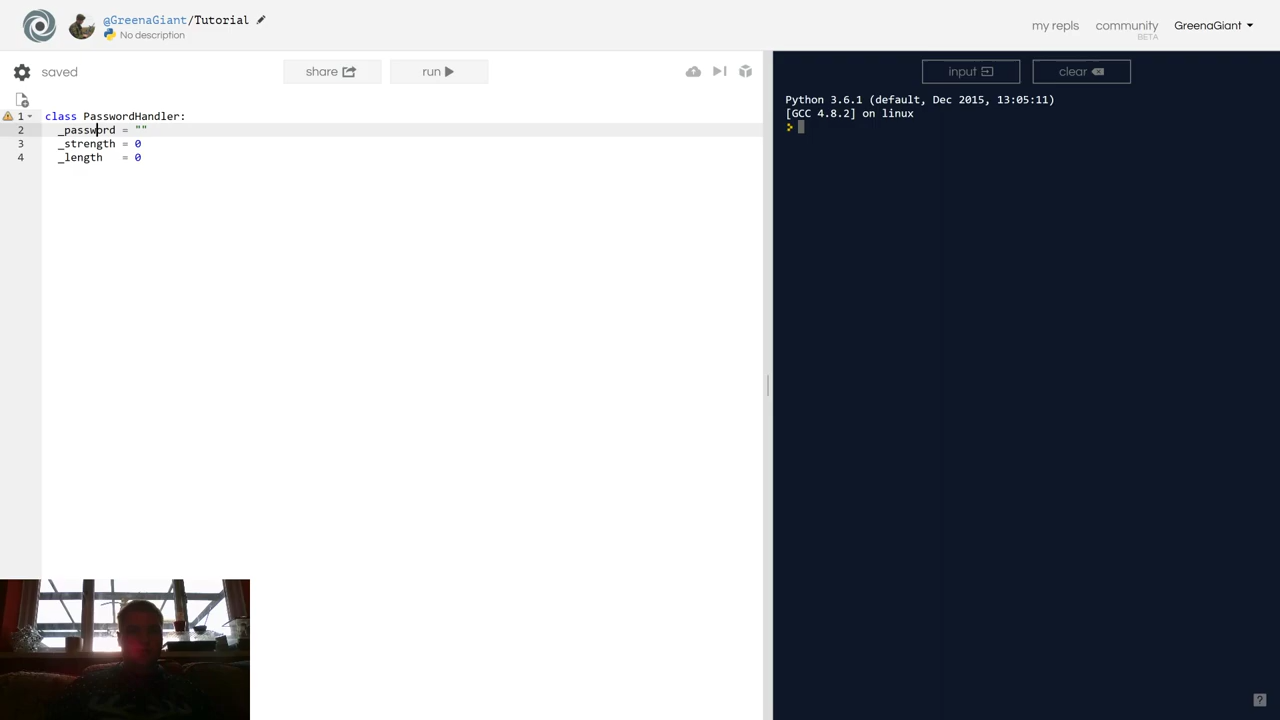 @GreenaGiant/Tutorial
No description
my repls
community
BETA
GreenaGiant
saved
share
run
input
clear
1 class PasswordHandler:
2 _password = ""
3 _strength = 0
4 _length   = 0
Python 3.6.1 (default, Dec 2015, 13:05:11)
[GCC 4.8.2] on linux
?